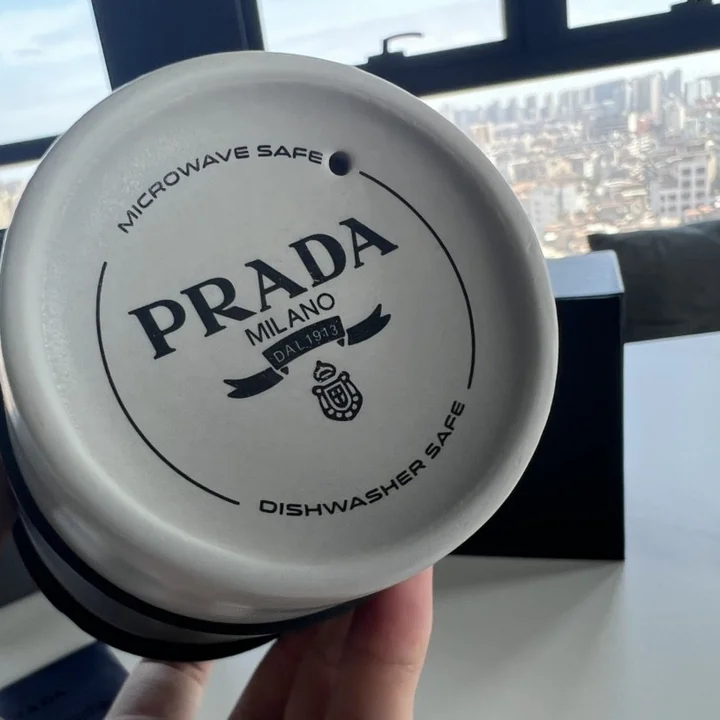 MICROWAVE SAFE
PRADA
MILANO
DAL 1913
DISHWASHER SAFE